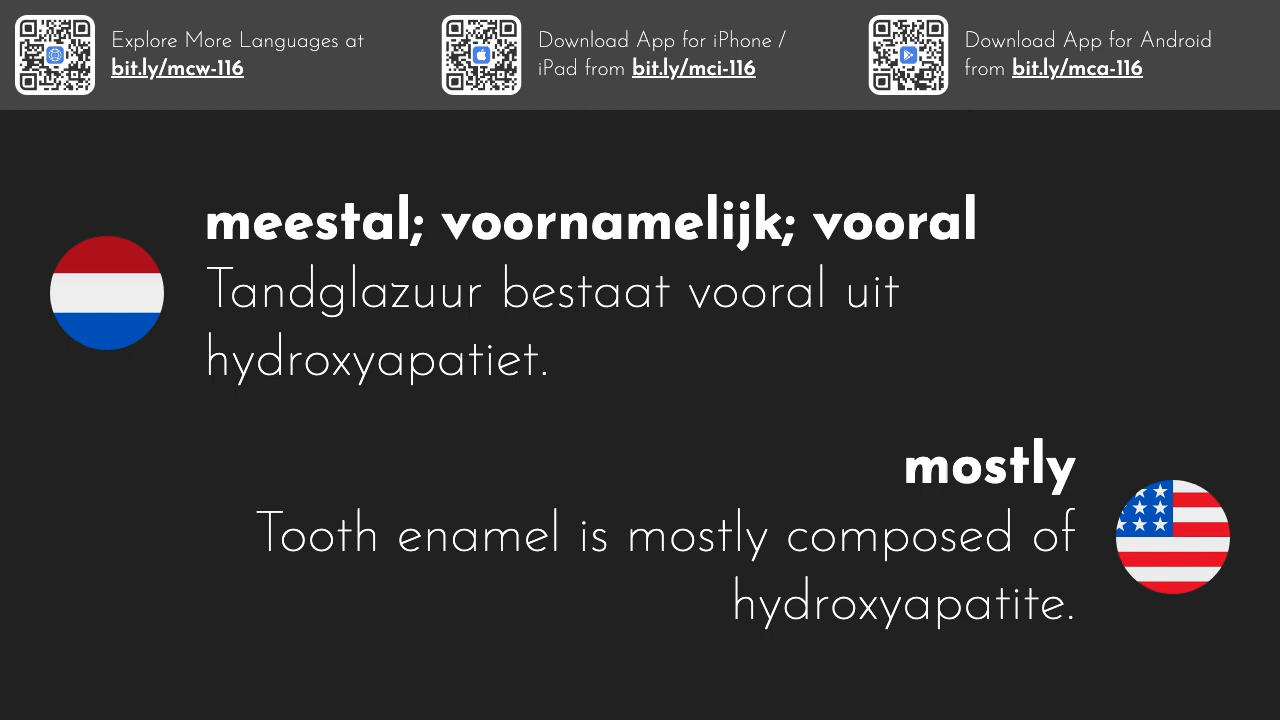 Explore More Languages at
bit.ly/mcw-116
Download App for iPhone /
iPad from bit.ly/mci-116
Download App for Android
from bit.ly/mca-116
meestal; voornamelijk; vooral
Tandglazuur bestaat vooral uit
hydroxyapatiet.
mostly
Tooth enamel is mostly composed of
hydroxyapatite.